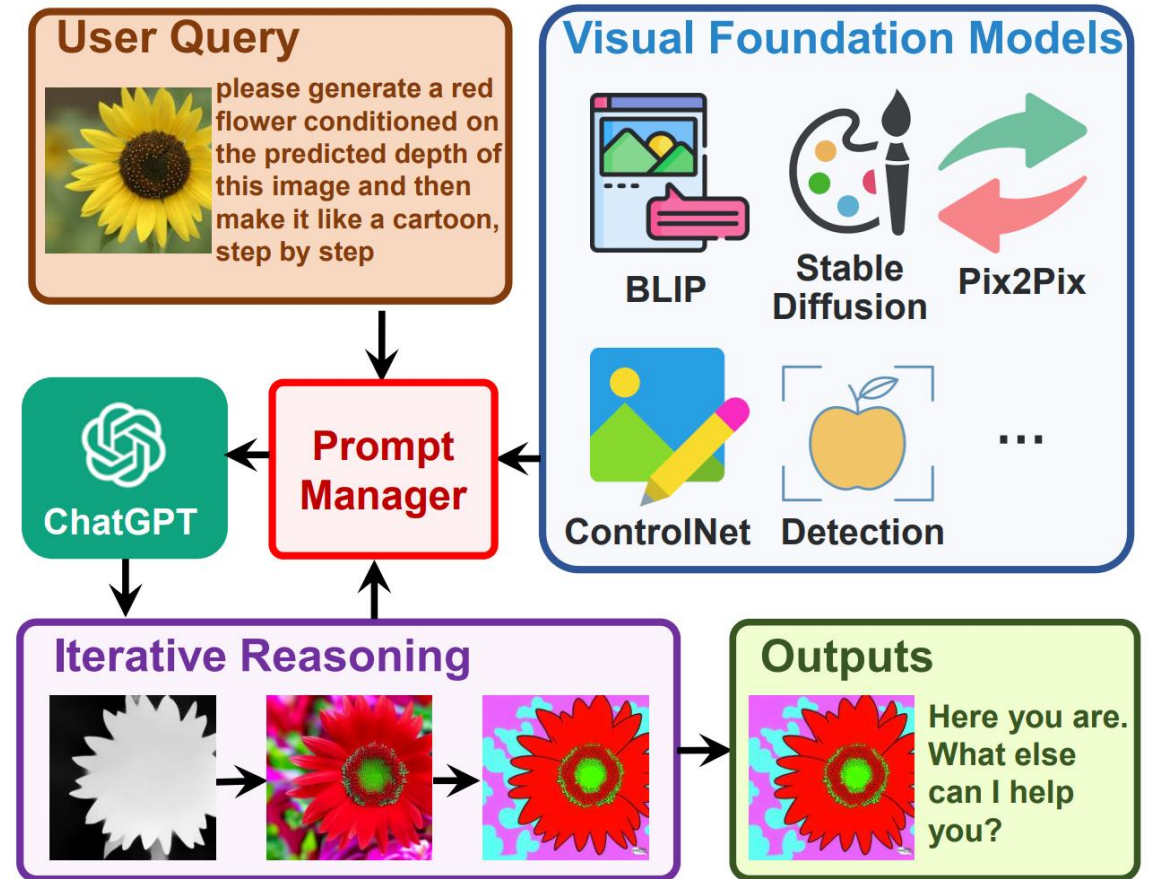 User Query
please generate a red
flower conditioned on
the predicted depth of
this image and then
make it like a cartoon,
step by step
Visual Foundation Models
BLIP
Stable
Diffusion
Pix2Pix
ControlNet
Detection
...
ChatGPT
Prompt
Manager
Iterative Reasoning
Outputs
Here you are.
What else
can I help
you?